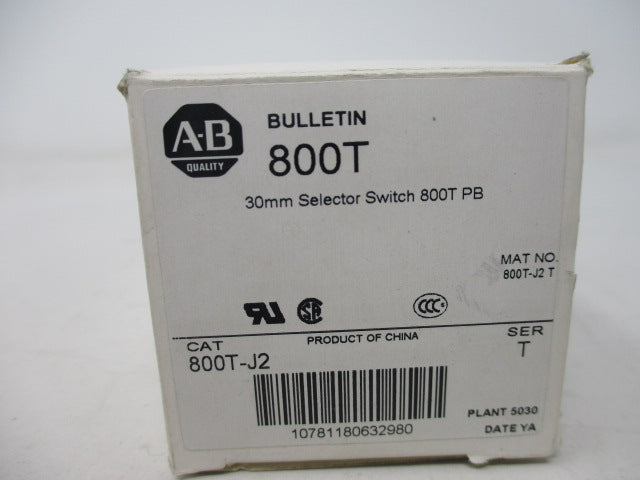 A-B
QUALITY
BULLETIN
800T
30mm Selector Switch 800T PB
MAT NO.
800T-J2 T
CAT
800T-J2
PRODUCT OF CHINA
SER
T
10781180632980
PLANT 5030
DATE YA